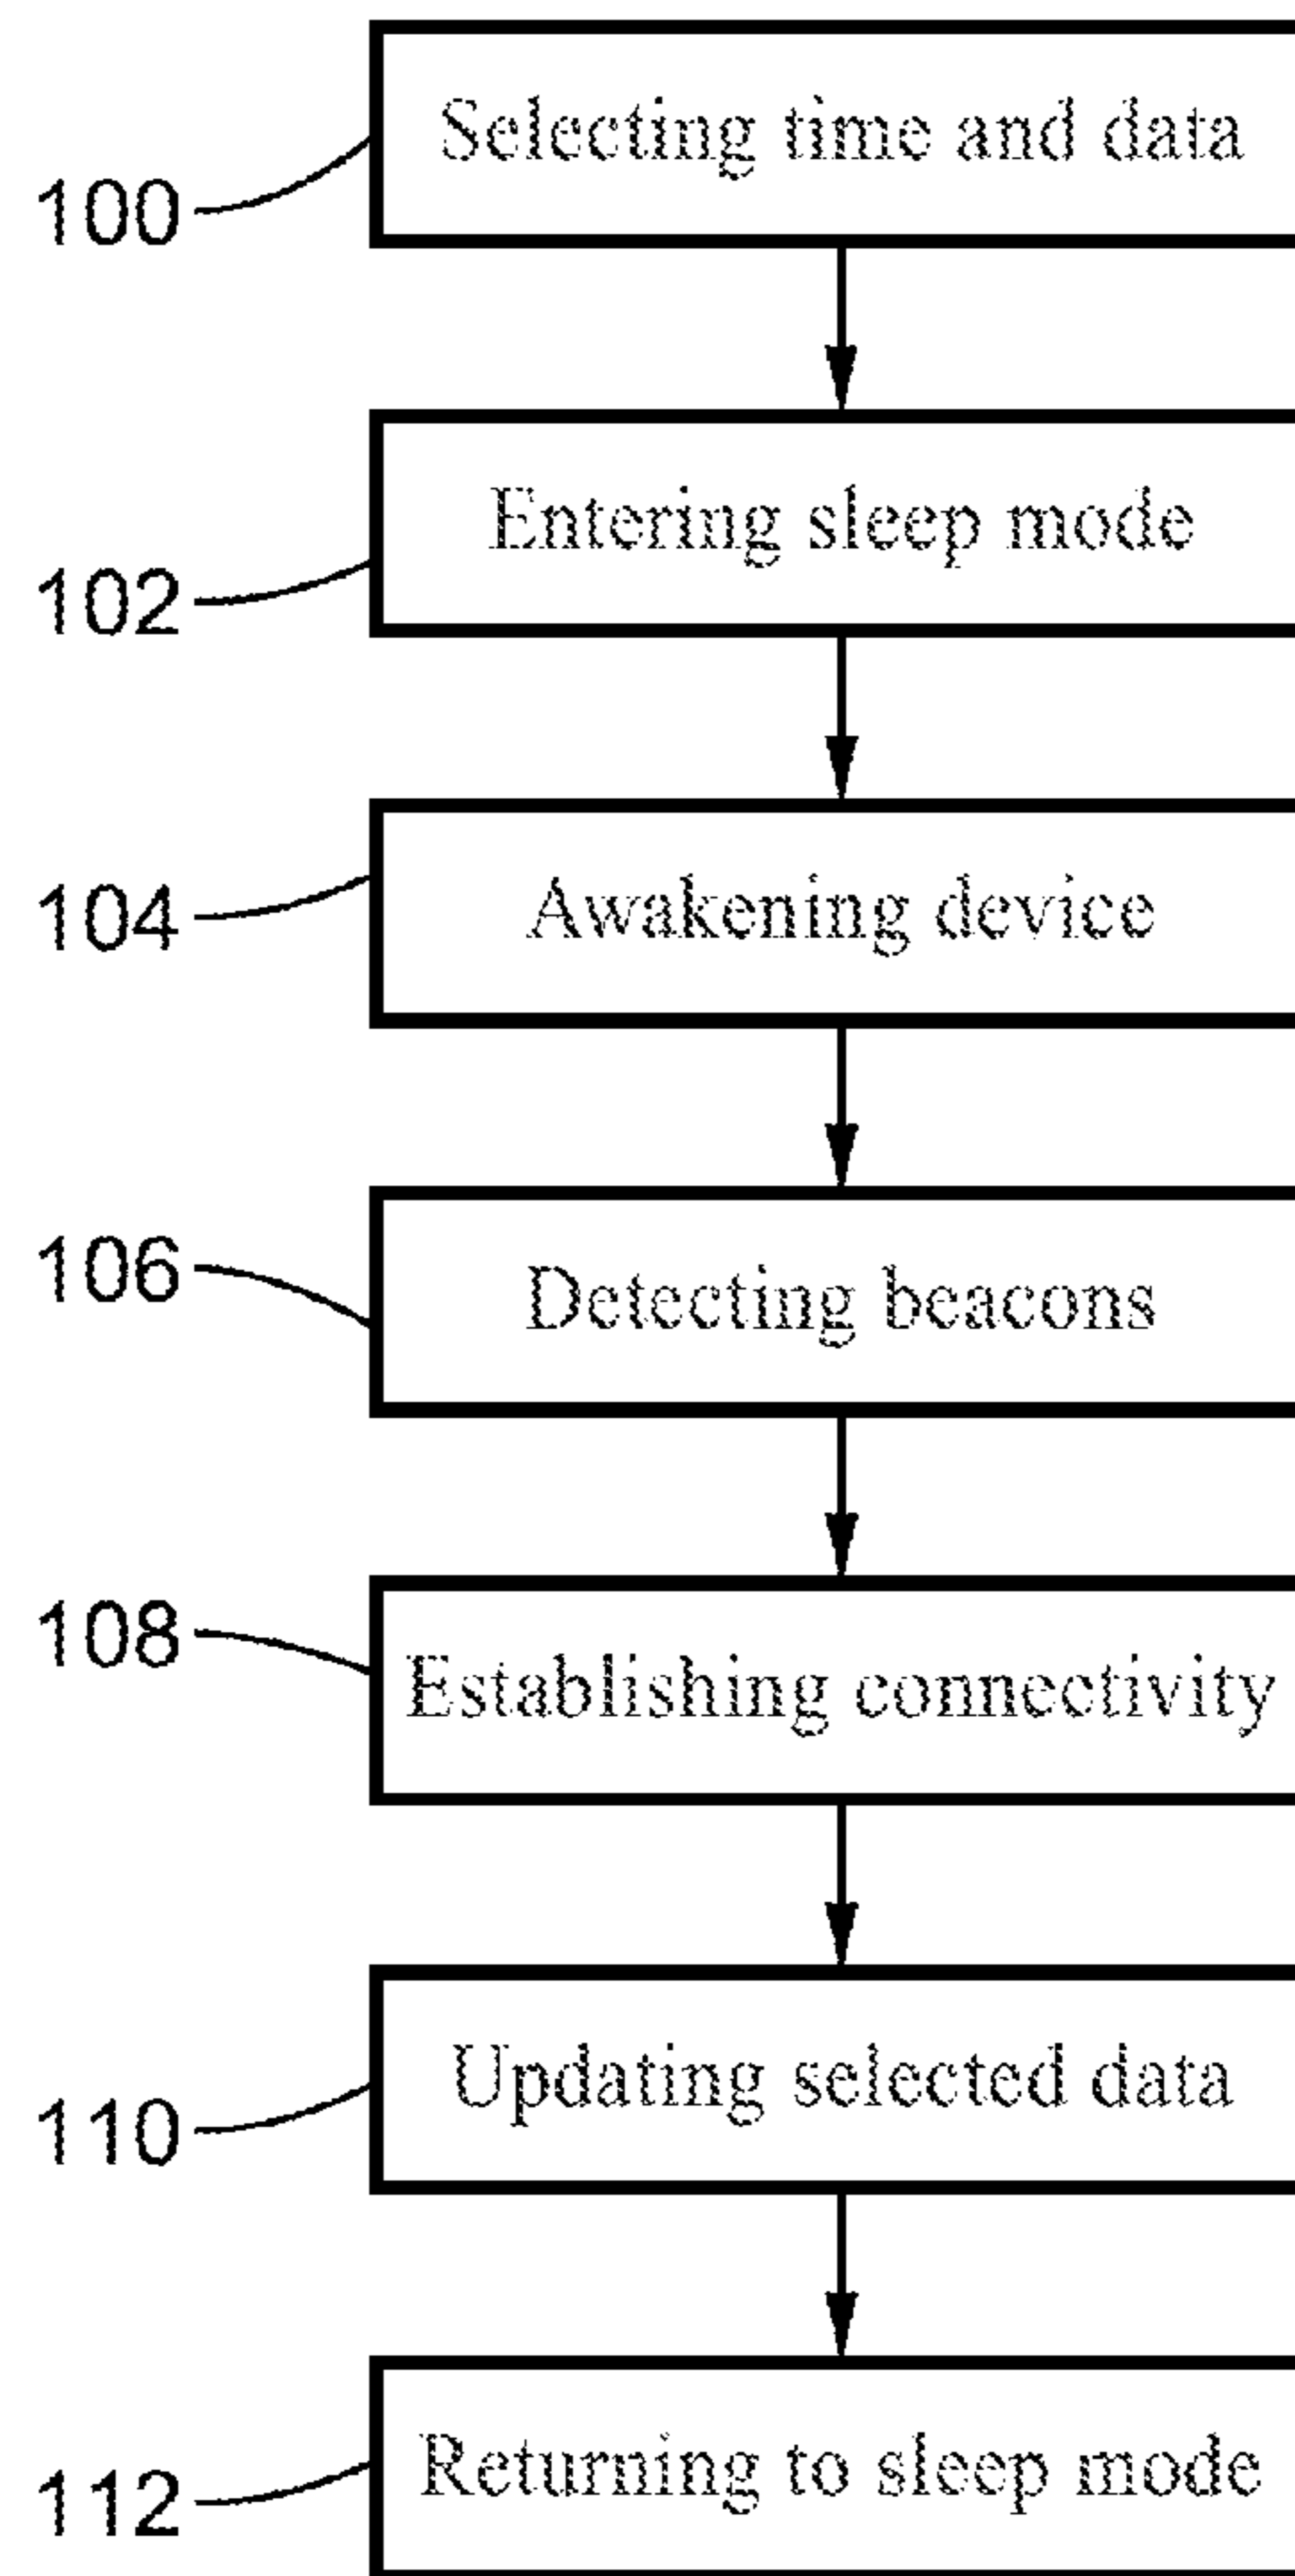 Selecting time and data
100
Entering sleep mode
102
Awakening device
104
Detecting beacons
106
Establishing connectivity
108
Updating selected data
110
Returning to sleep mode
112